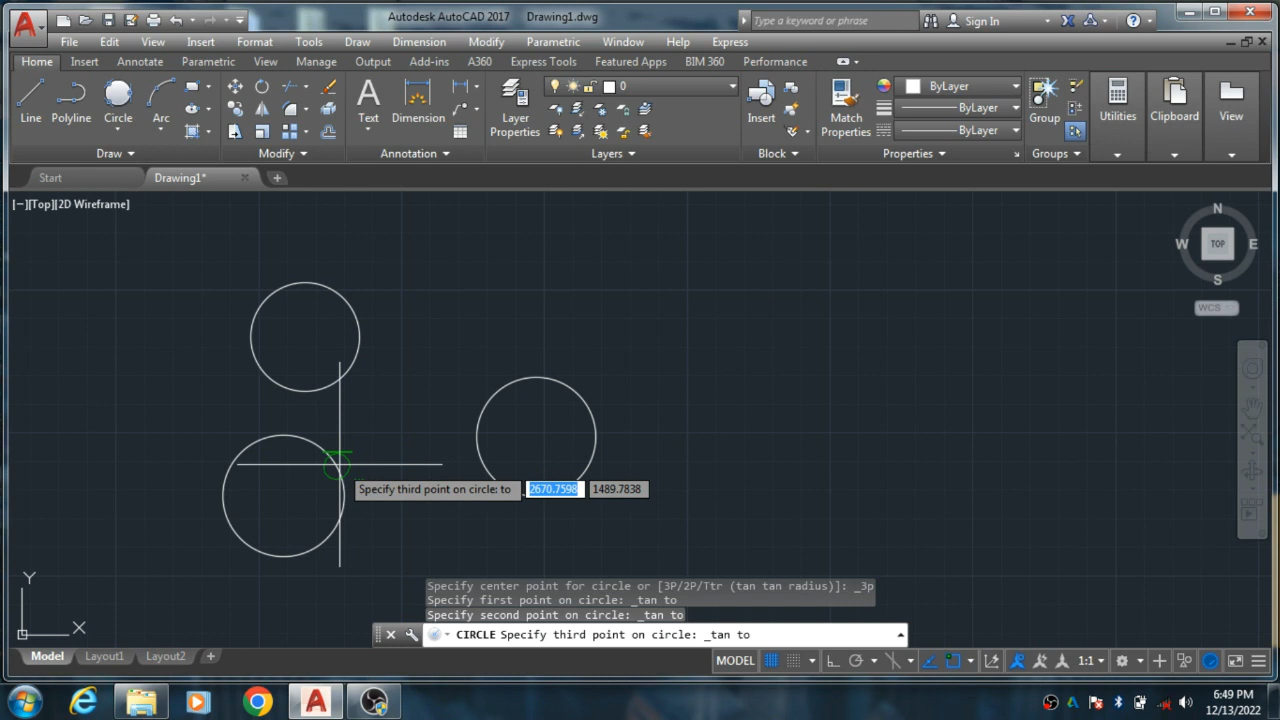 Autodesk AutoCAD 2017 Drawing1.dwg
Type a keyword or phrase
Sign In
File Edit View Insert Format Tools Draw Dimension Modify Parametric Window Help Express
Home Insert Annotate Parametric View Manage Output Add-ins A360 Express Tools Featured Apps BIM 360 Performance
Line Polyline Circle Arc
Text Dimension
Layer Properties
0
Insert
Match Properties
ByLayer
ByLayer
ByLayer
Group Utilities Clipboard View
Draw Modify Annotation Layers Block Properties Groups
Start Drawing1*
[−][Top][2D Wireframe]
N
W TOP E
S
WCS
Specify third point on circle: to 2670.7598 1489.7838
Y
X
Specify center point for circle or [3P/2P/Ttr (tan tan radius)]: _3p
Specify first point on circle: _tan to
Specify second point on circle: _tan to
CIRCLE Specify third point on circle: _tan to
Model Layout1 Layout2
MODEL 1:1
6:49 PM
12/13/2022